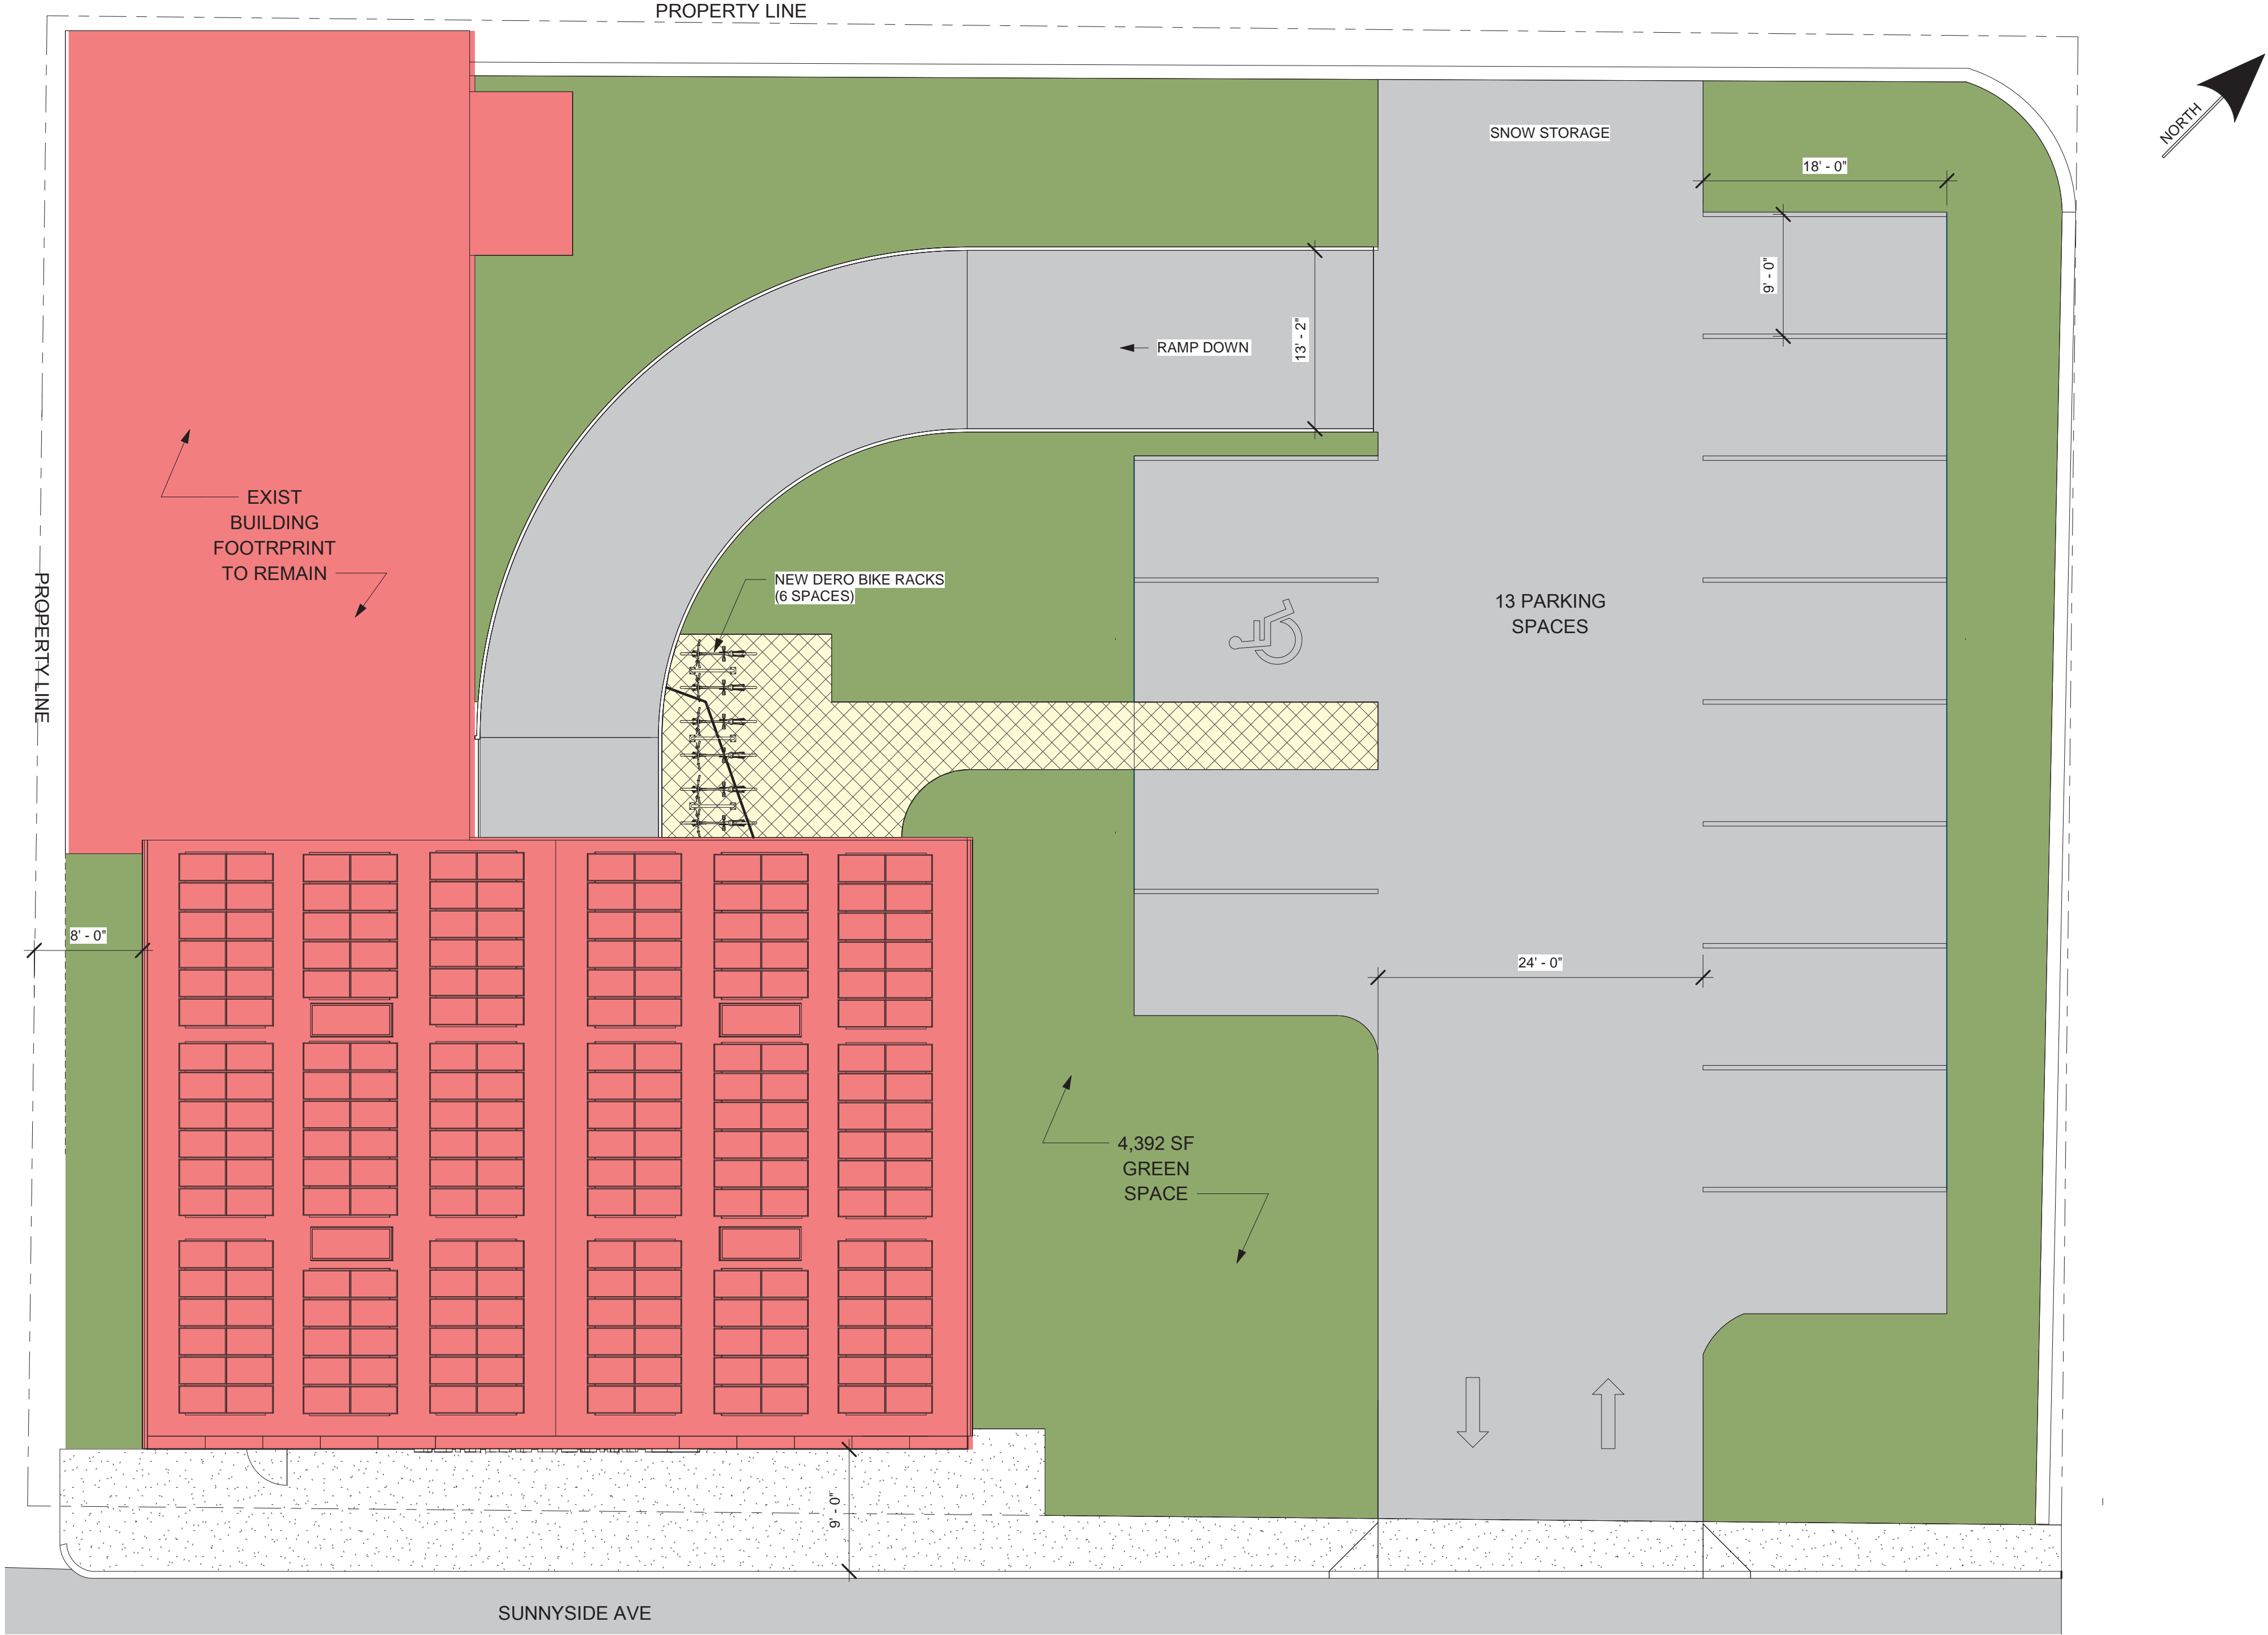 PROPERTY LINE
NORTH
SNOW STORAGE
18' - 0"
9' - 0"
13' - 2"
RAMP DOWN
EXIST
BUILDING
FOOTRPRINT
TO REMAIN
NEW DERO BIKE RACKS
(6 SPACES)
13 PARKING
SPACES
PROPERTY LINE
8' - 0"
24' - 0"
4,392 SF
GREEN
SPACE
9' - 0"
SUNNYSIDE AVE